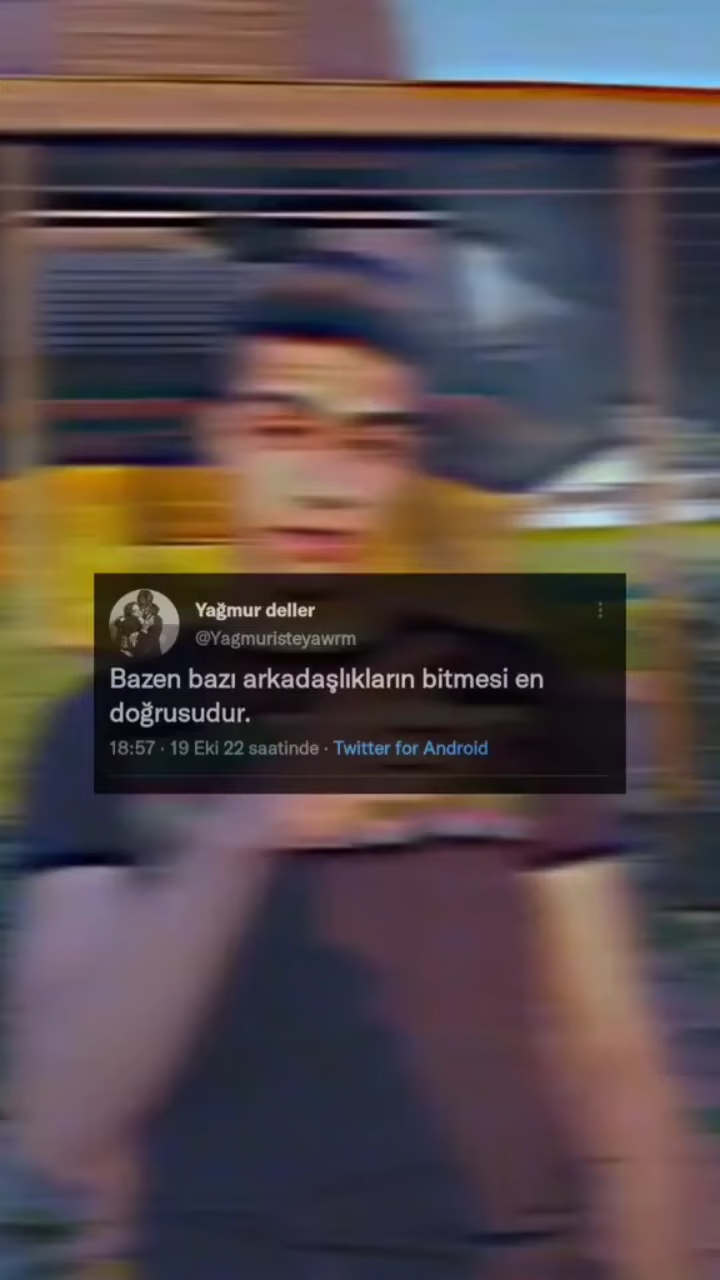 Yağmur deller
@Yagmuristeyawrm
Bazen bazı arkadaşlıkların bitmesi en
doğrusudur.
18:57 · 19 Eki 22 saatinde · Twitter for Android